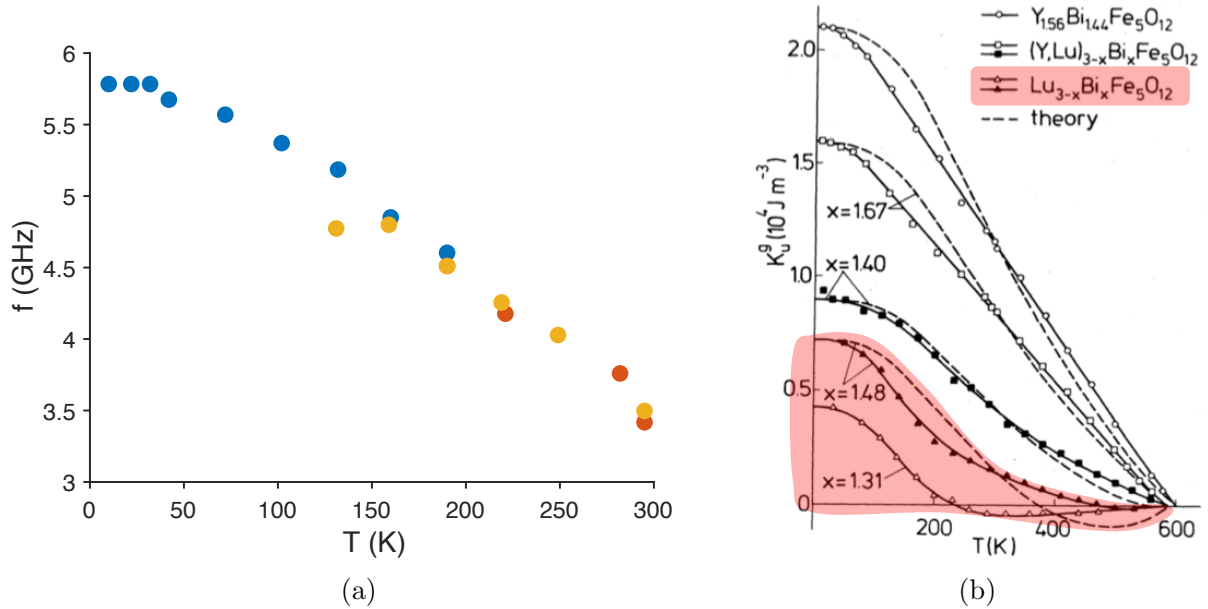 6
5.5
5
4.5
4
3.5
3
f (GHz)
0
50
100
150
200
250
300
T (K)
(a)
Y1.56Bi1.44Fe5O12
(Y,Lu)3-xBixFe5O12
Lu3-xBixFe5O12
theory
2.0
1.5
1.0
0.5
0
K_u^g (10^4 J m^-3)
x=1.67
x=1.40
x=1.48
x=1.31
200
400
600
T(K)
(b)